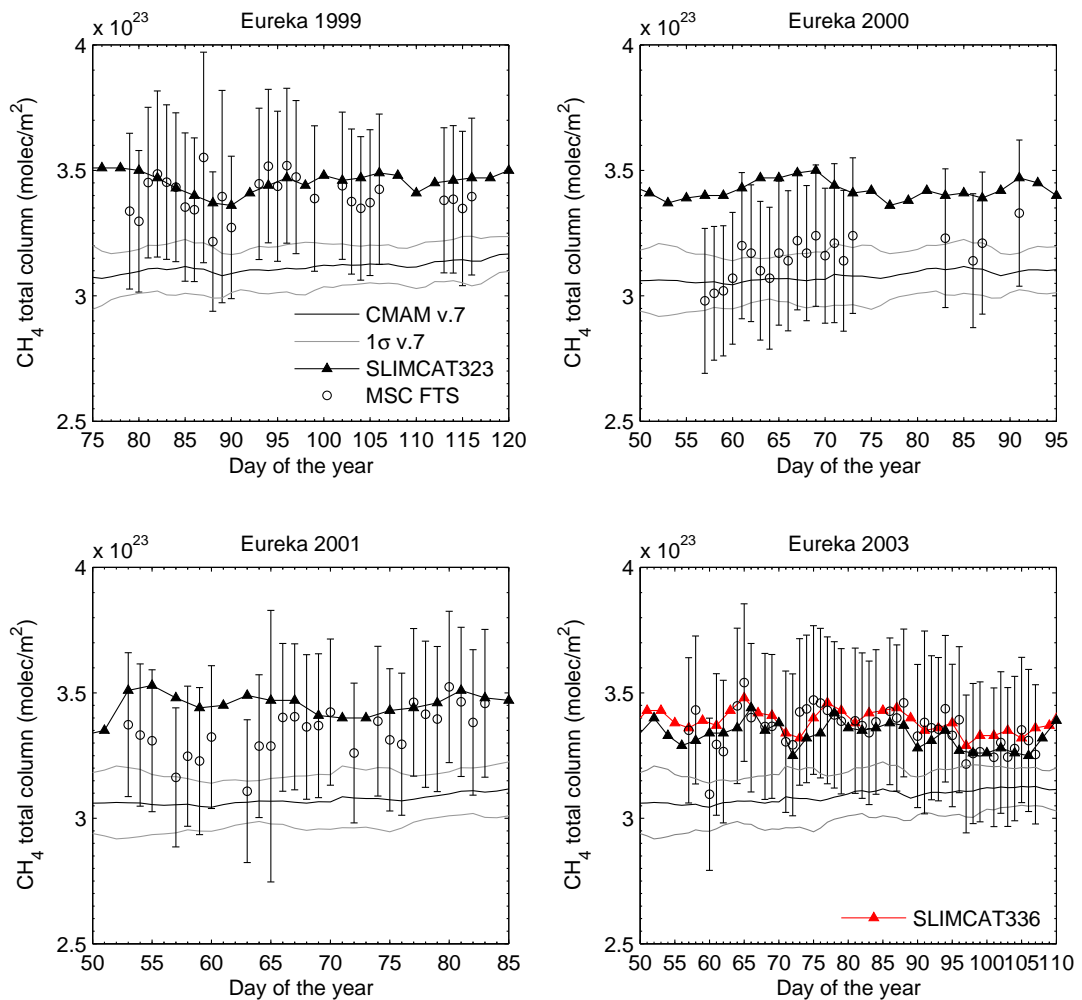 x 10^23 Eureka 1999
CH₄ total column (molec/m²)
4
3.5
3
2.5
75 80 85 90 95 100 105 110 115 120
Day of the year
CMAM v.7
1σ v.7
SLIMCAT323
MSC FTS
x 10^23 Eureka 2000
CH₄ total column (molec/m²)
4
3.5
3
2.5
50 55 60 65 70 75 80 85 90 95
Day of the year
x 10^23 Eureka 2001
CH₄ total column (molec/m²)
4
3.5
3
2.5
50 55 60 65 70 75 80 85
Day of the year
x 10^23 Eureka 2003
CH₄ total column (molec/m²)
4
3.5
3
2.5
50 55 60 65 70 75 80 85 90 95 100105110
Day of the year
SLIMCAT336